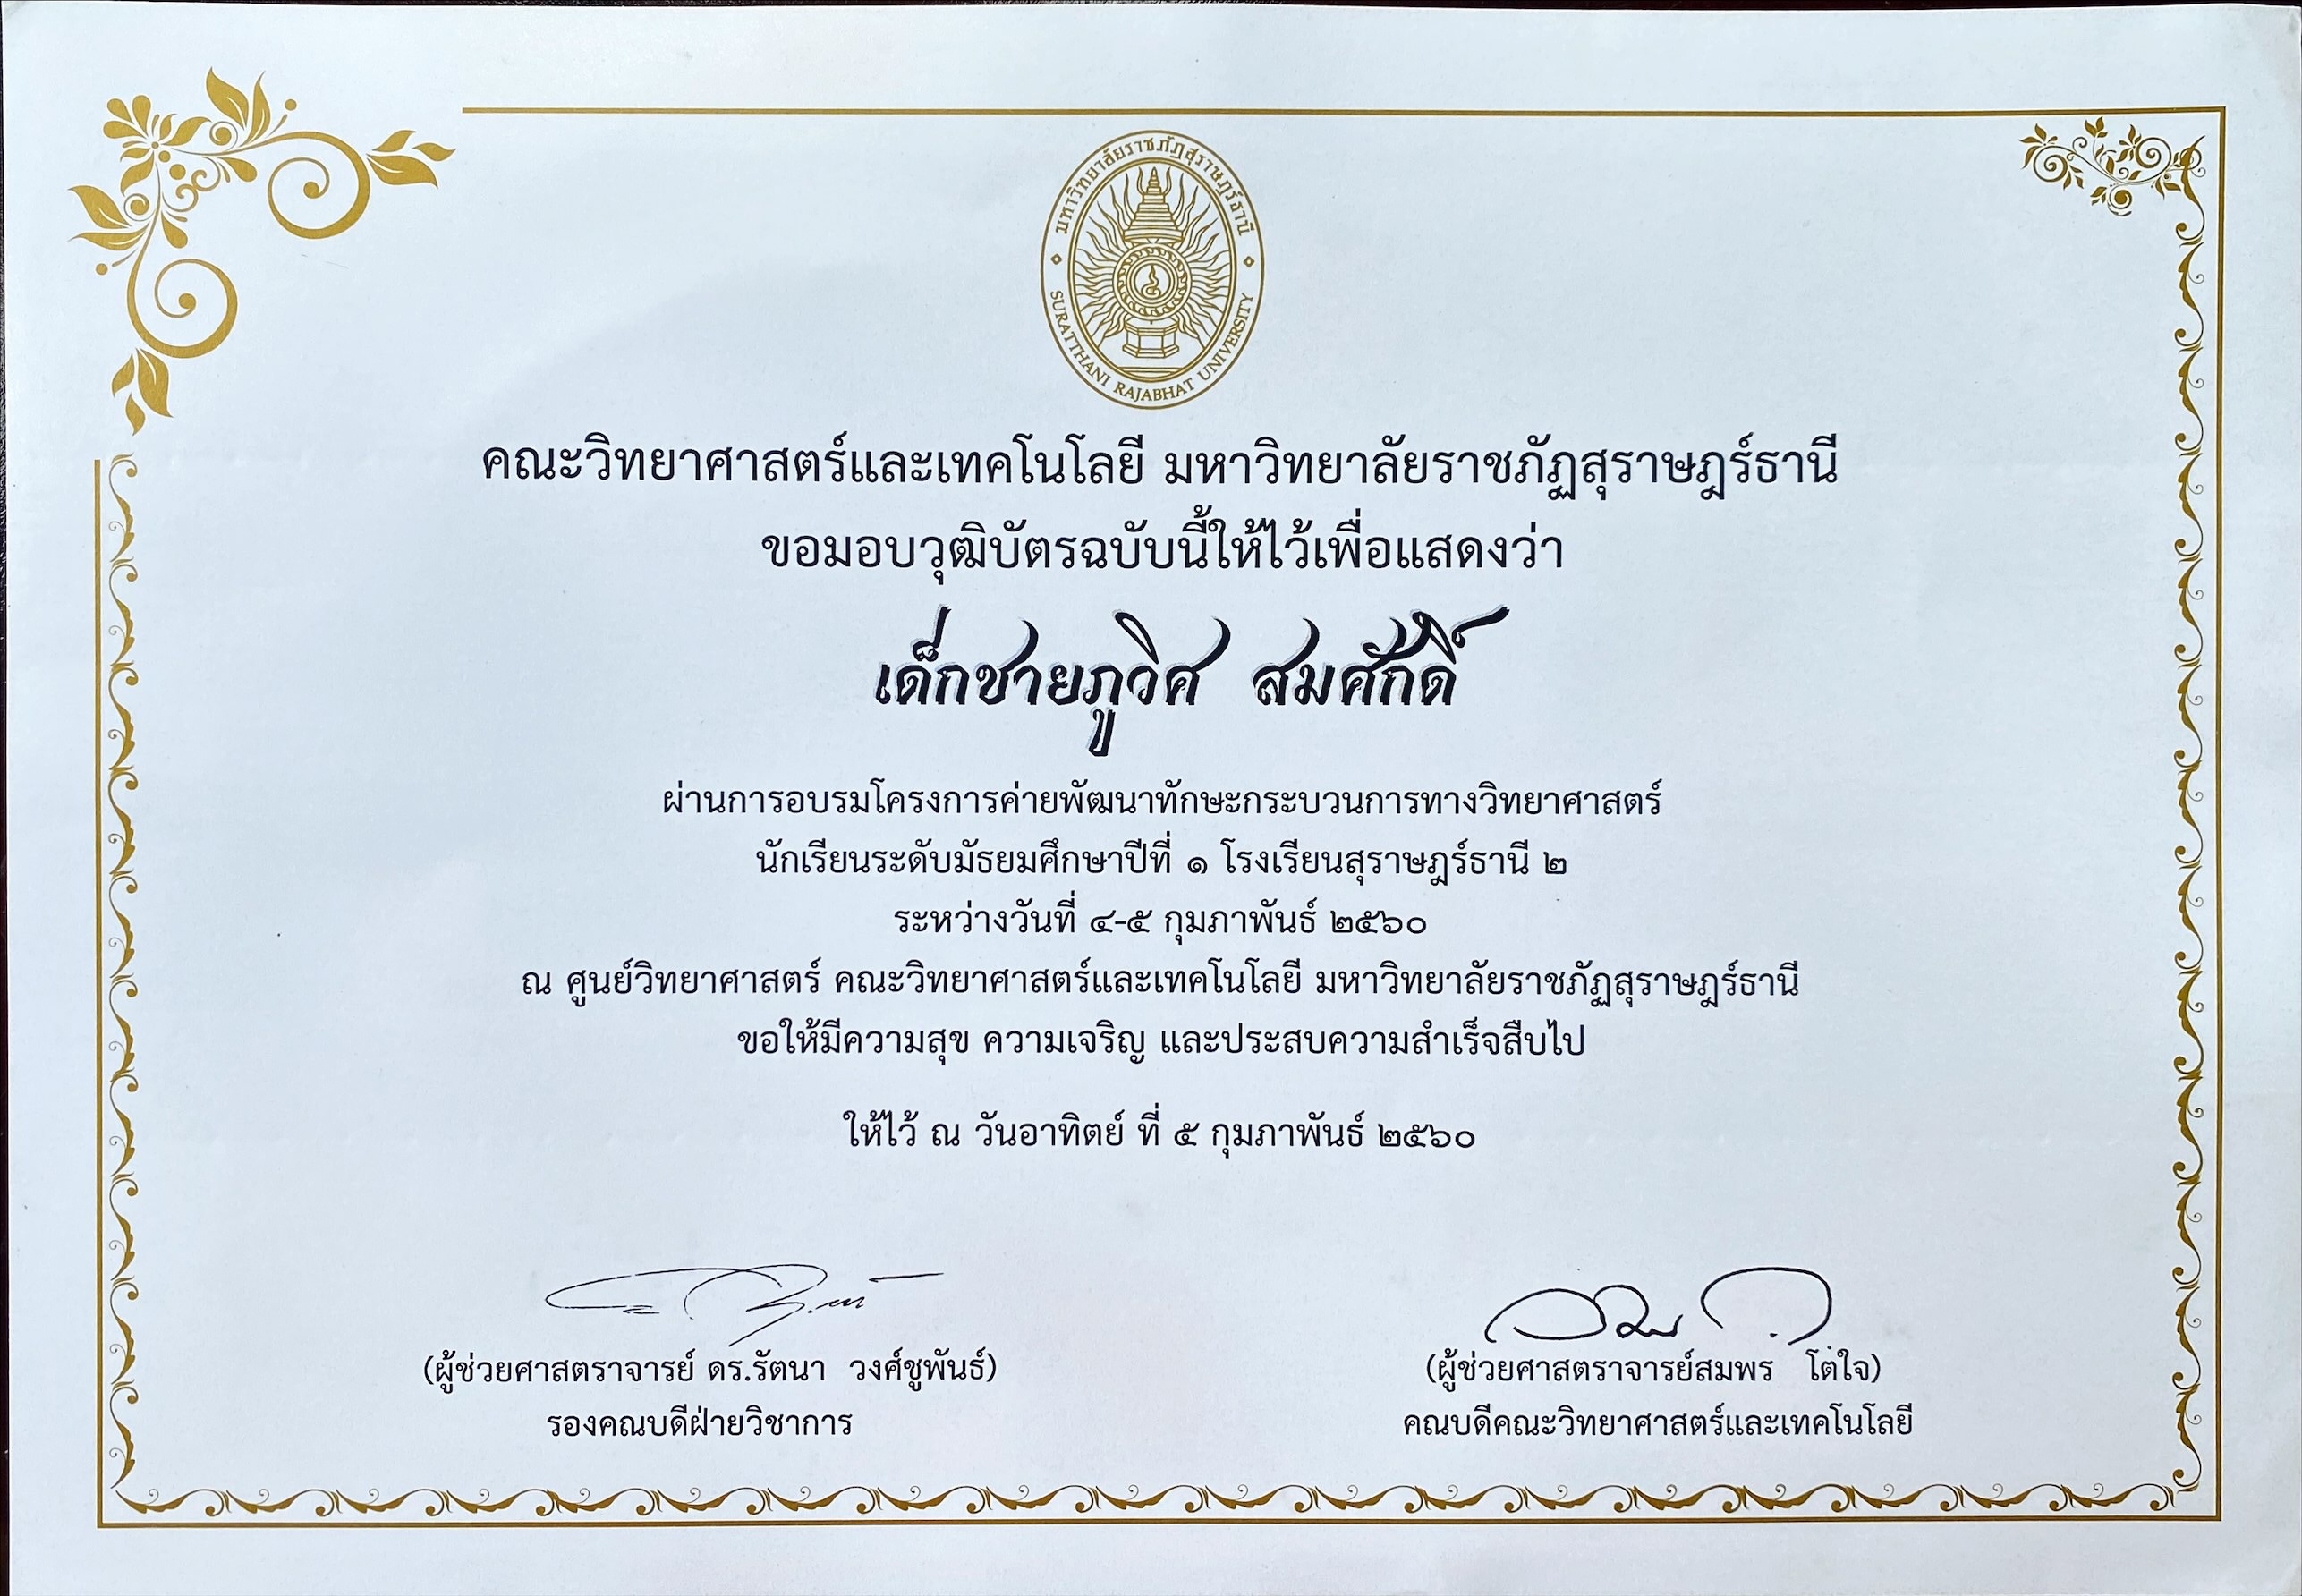 มหาวิทยาลัยราชภัฏสุราษฎร์ธานี
SURATTHANI RAJABHAT UNIVERSITY
คณะวิทยาศาสตร์และเทคโนโลยี มหาวิทยาลัยราชภัฏสุราษฎร์ธานี
ขอมอบวุฒิบัตรฉบับนี้ให้ไว้เพื่อแสดงว่า
เด็กชายภูวิศ สมศักดิ์
ผ่านการอบรมโครงการค่ายพัฒนาทักษะกระบวนการทางวิทยาศาสตร์
นักเรียนระดับมัธยมศึกษาปีที่ ๑ โรงเรียนสุราษฎร์ธานี ๒
ระหว่างวันที่ ๔-๕ กุมภาพันธ์ ๒๕๖๐
ณ ศูนย์วิทยาศาสตร์ คณะวิทยาศาสตร์และเทคโนโลยี มหาวิทยาลัยราชภัฏสุราษฎร์ธานี
ขอให้มีความสุข ความเจริญ และประสบความสำเร็จสืบไป
ให้ไว้ ณ วันอาทิตย์ ที่ ๕ กุมภาพันธ์ ๒๕๖๐
(ผู้ช่วยศาสตราจารย์ ดร.รัตนา วงศ์ชูพันธ์)
รองคณบดีฝ่ายวิชาการ
(ผู้ช่วยศาสตราจารย์สมพร โตใจ)
คณบดีคณะวิทยาศาสตร์และเทคโนโลยี